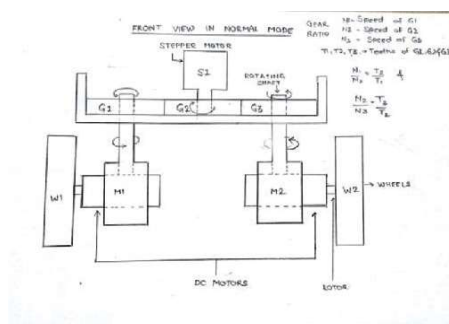 FRONT VIEW IN NORMAL MODE
GEAR RATIO
N1 - Speed of G1
N2 - Speed of G2
N3 - Speed of G3
T1, T2, T3 → Teeths of G1, G2, G3
STEPPER MOTOR
S1
ROTATING SHAFT
N1/N2 = T2/T1 &
N2/N3 = T3/T2
G1
G2
G3
W1
M1
M2
W2
WHEELS
DC MOTORS
ROTOR